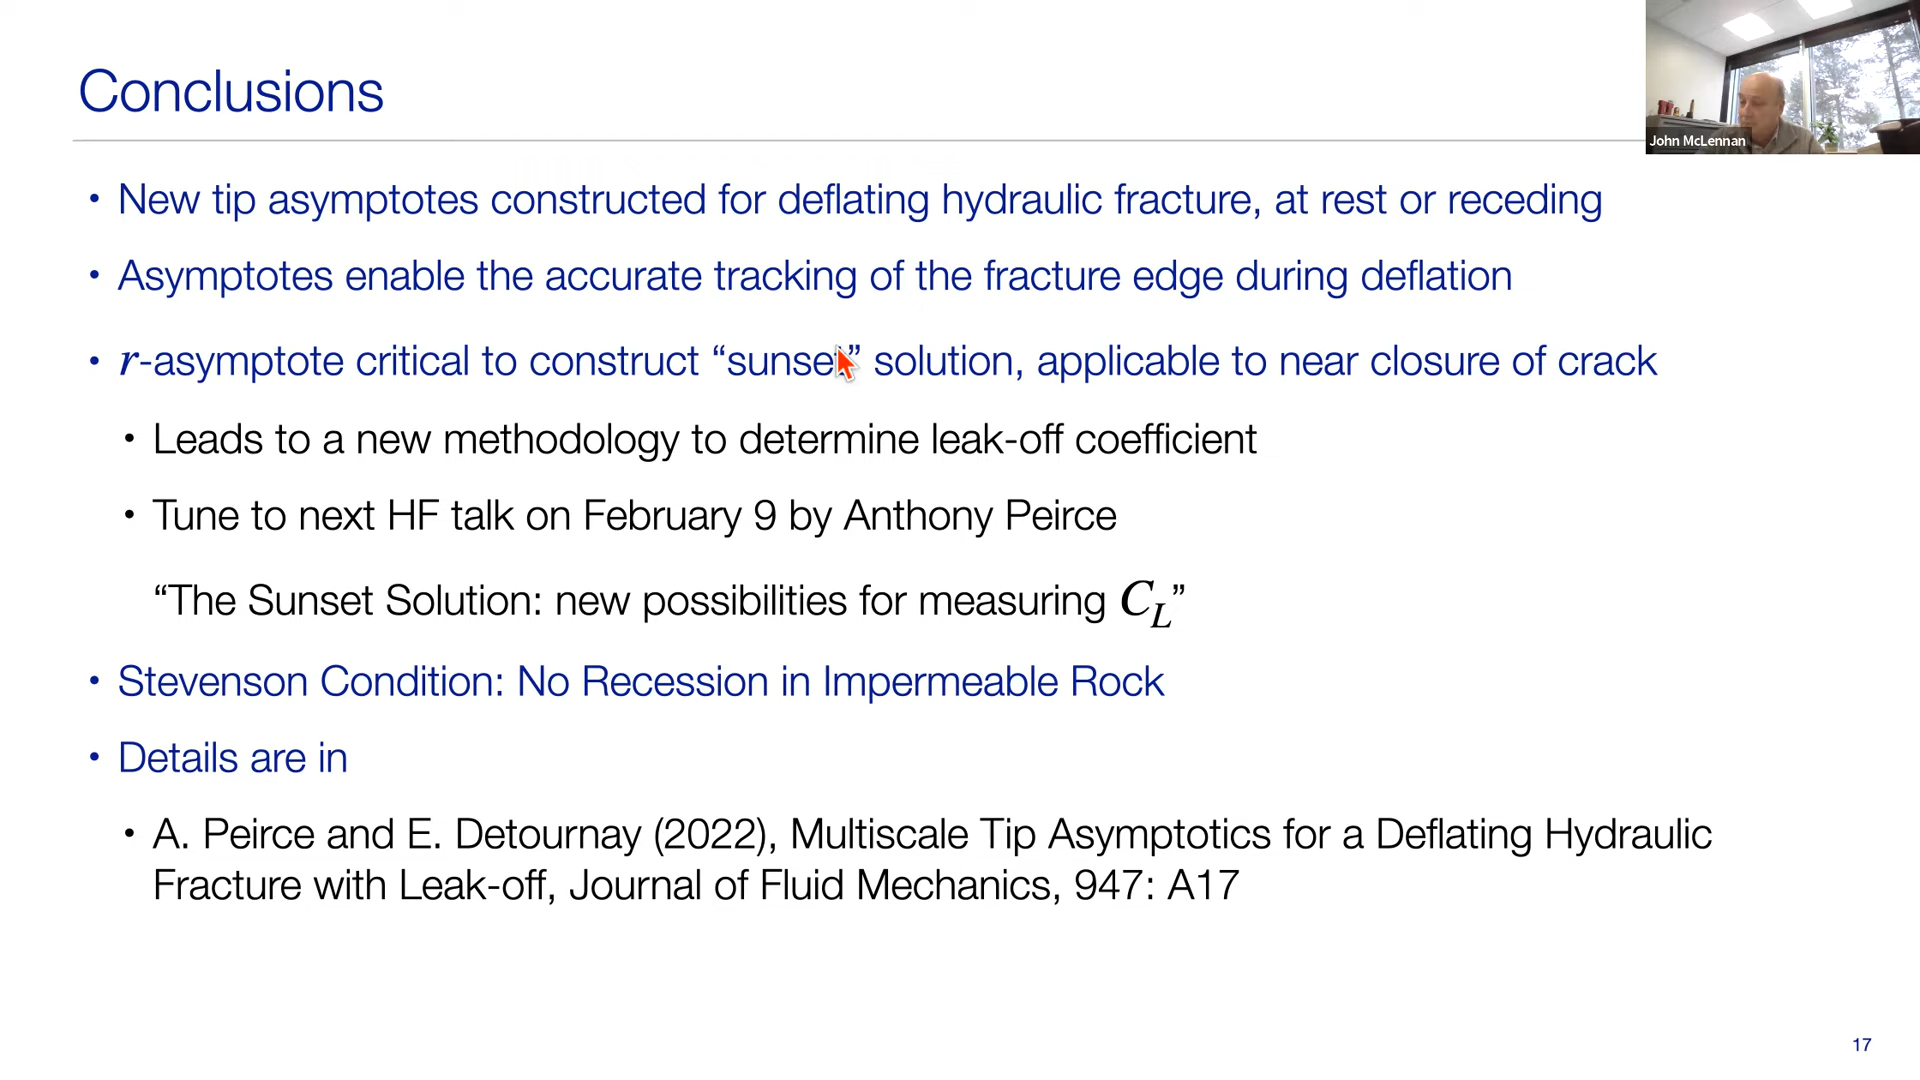 Conclusions
John McLennan
• New tip asymptotes constructed for deflating hydraulic fracture, at rest or receding
• Asymptotes enable the accurate tracking of the fracture edge during deflation
• r-asymptote critical to construct “sunset” solution, applicable to near closure of crack
• Leads to a new methodology to determine leak-off coefficient
• Tune to next HF talk on February 9 by Anthony Peirce
“The Sunset Solution: new possibilities for measuring C_L”
• Stevenson Condition: No Recession in Impermeable Rock
• Details are in
• A. Peirce and E. Detournay (2022), Multiscale Tip Asymptotics for a Deflating Hydraulic
Fracture with Leak-off, Journal of Fluid Mechanics, 947: A17
17